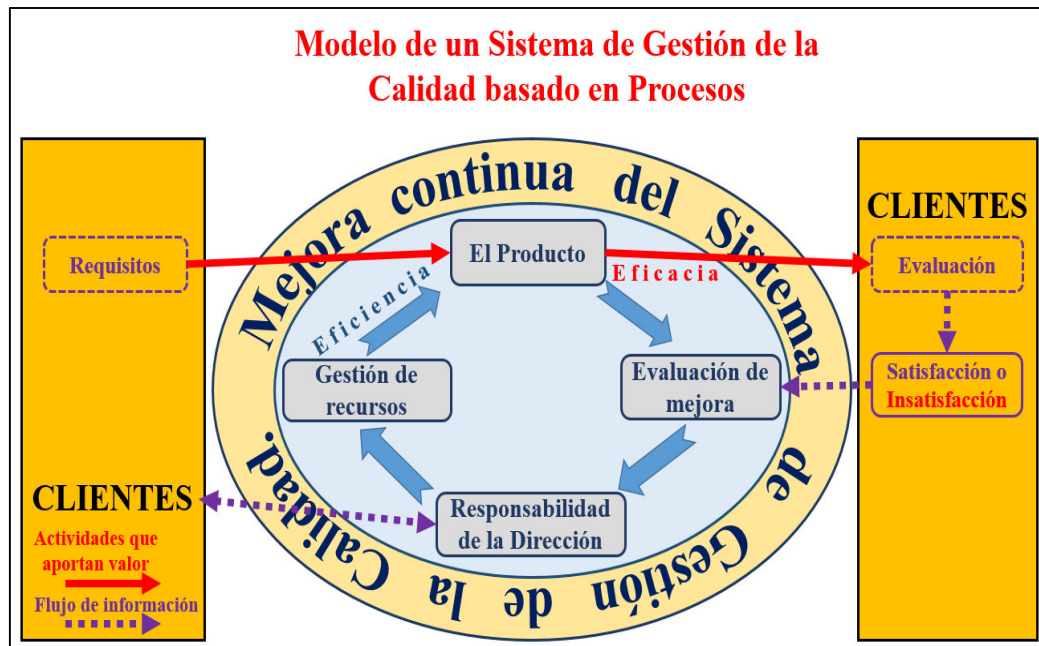 Modelo de un Sistema de Gestión de la
Calidad basado en Procesos
Mejora continua del Sistema de Gestión de la Calidad.
Requisitos
El Producto
Eficacia
Eficiencia
Gestión de
recursos
Evaluación de
mejora
Responsabilidad
de la Dirección
CLIENTES
Evaluación
Satisfacción o
Insatisfacción
CLIENTES
Actividades que
aportan valor
Flujo de información